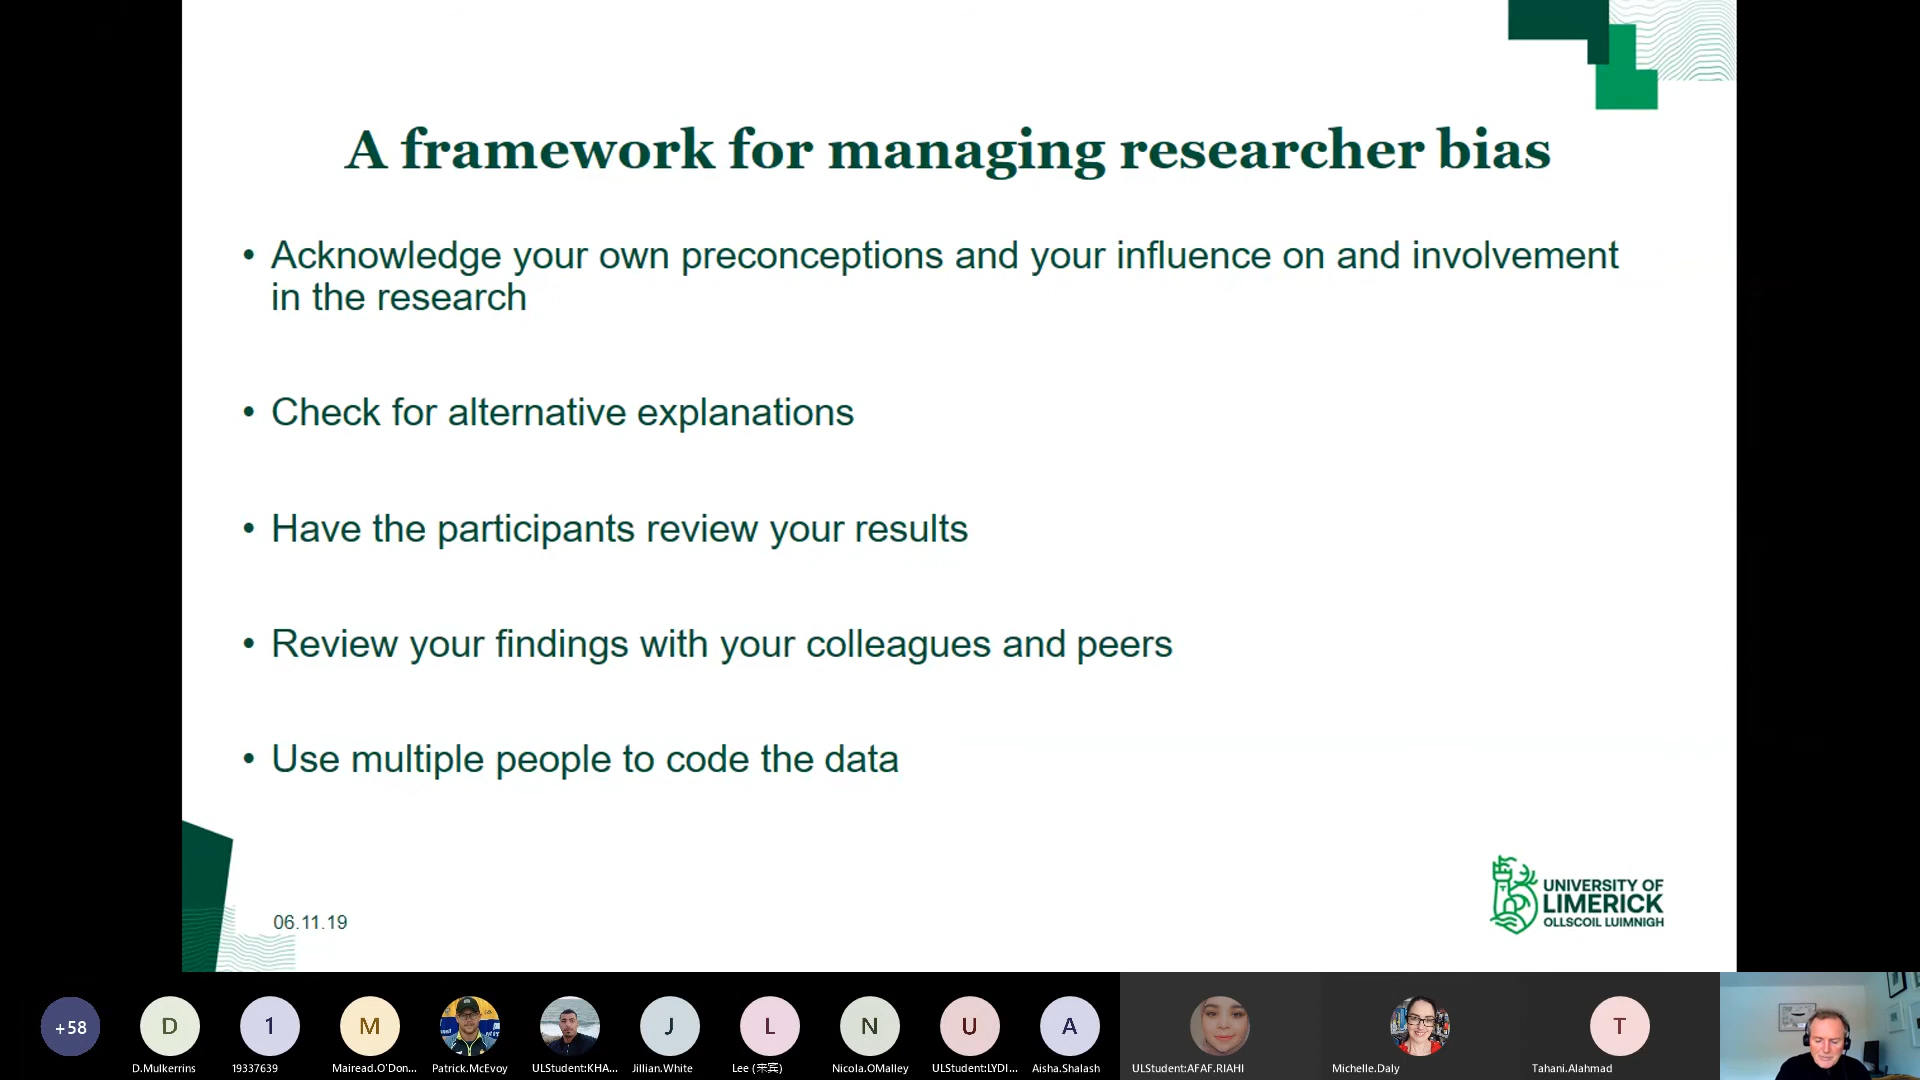 A framework for managing researcher bias
• Acknowledge your own preconceptions and your influence on and involvement
in the research
• Check for alternative explanations
• Have the participants review your results
• Review your findings with your colleagues and peers
• Use multiple people to code the data
06.11.19
UNIVERSITY OF
LIMERICK
OLLSCOIL LUIMNIGH
+58
D
1
M
J
L
N
U
A
T
D.Mulkerrins
19337639
Mairead.O'Don...
Patrick.McEvoy
ULStudent:KHA...
Jillian.White
Lee (来宾)
Nicola.OMalley
ULStudent:LYDI...
Aisha.Shalash
ULStudent:AFAF.RIAHI
Michelle.Daly
Tahani.Alahmad